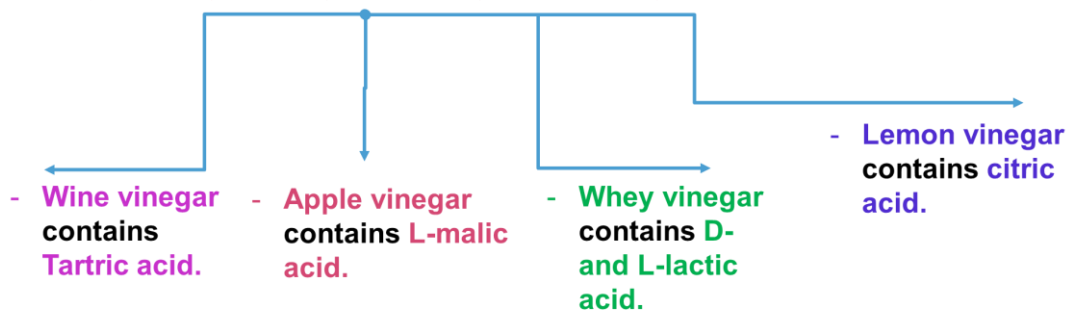 - Wine vinegar
contains
Tartric acid.
- Apple vinegar
contains L-malic
acid.
- Whey vinegar
contains D-
and L-lactic
acid.
- Lemon vinegar
contains citric
acid.